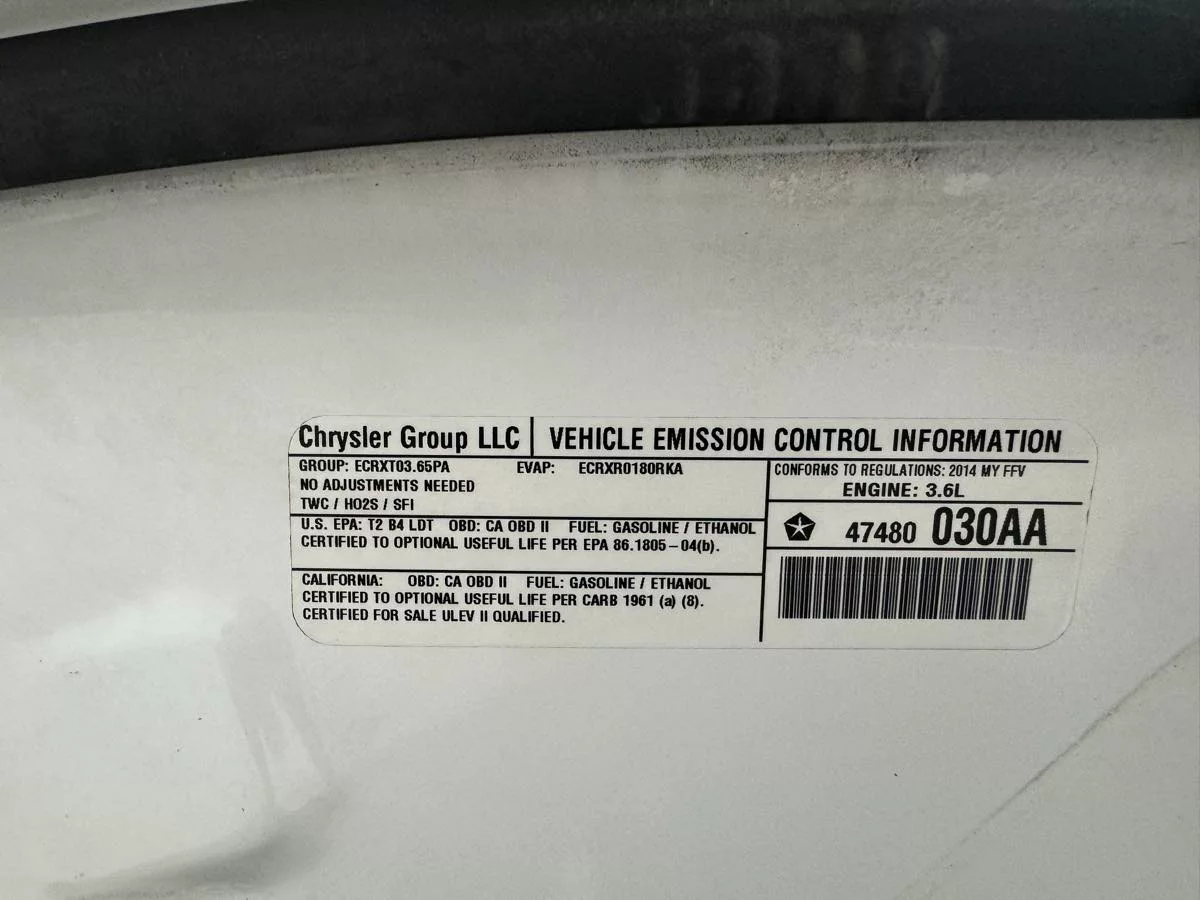 Chrysler Group LLC VEHICLE EMISSION CONTROL INFORMATION
GROUP: ECRXT03.65PA EVAP: ECRXR0180RKA
NO ADJUSTMENTS NEEDED
TWC / HO2S / SFI
U.S. EPA: T2 B4 LDT OBD: CA OBD II FUEL: GASOLINE / ETHANOL
CERTIFIED TO OPTIONAL USEFUL LIFE PER EPA 86.1805-04(b).
CALIFORNIA: OBD: CA OBD II FUEL: GASOLINE / ETHANOL
CERTIFIED TO OPTIONAL USEFUL LIFE PER CARB 1961 (a) (8).
CERTIFIED FOR SALE ULEV II QUALIFIED.
CONFORMS TO REGULATIONS: 2014 MY FFV
ENGINE: 3.6L
47480 030AA